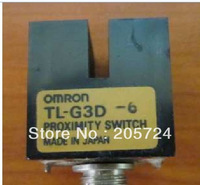 omron
TL-G3D -6
PROXIMITY SWITCH
MADE IN JAPAN
Store No: 205724